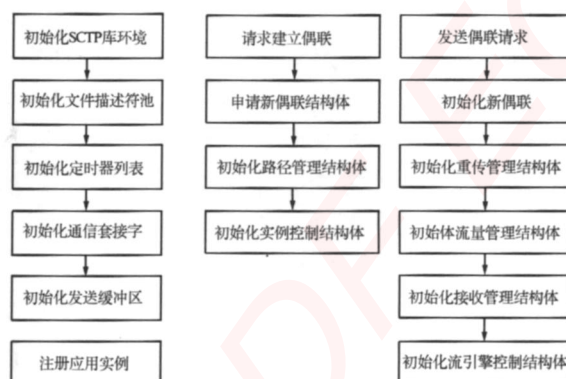 初始化SCTP库环境
初始化文件描述符池
初始化定时器列表
初始化通信套接字
初始化发送缓冲区
注册应用实例
请求建立偶联
申请新偶联结构体
初始化路径管理结构体
初始化实例控制结构体
发送偶联请求
初始化新偶联
初始化重传管理结构体
初始体流量管理结构体
初始化接收管理结构体
初始化流引擎控制结构体